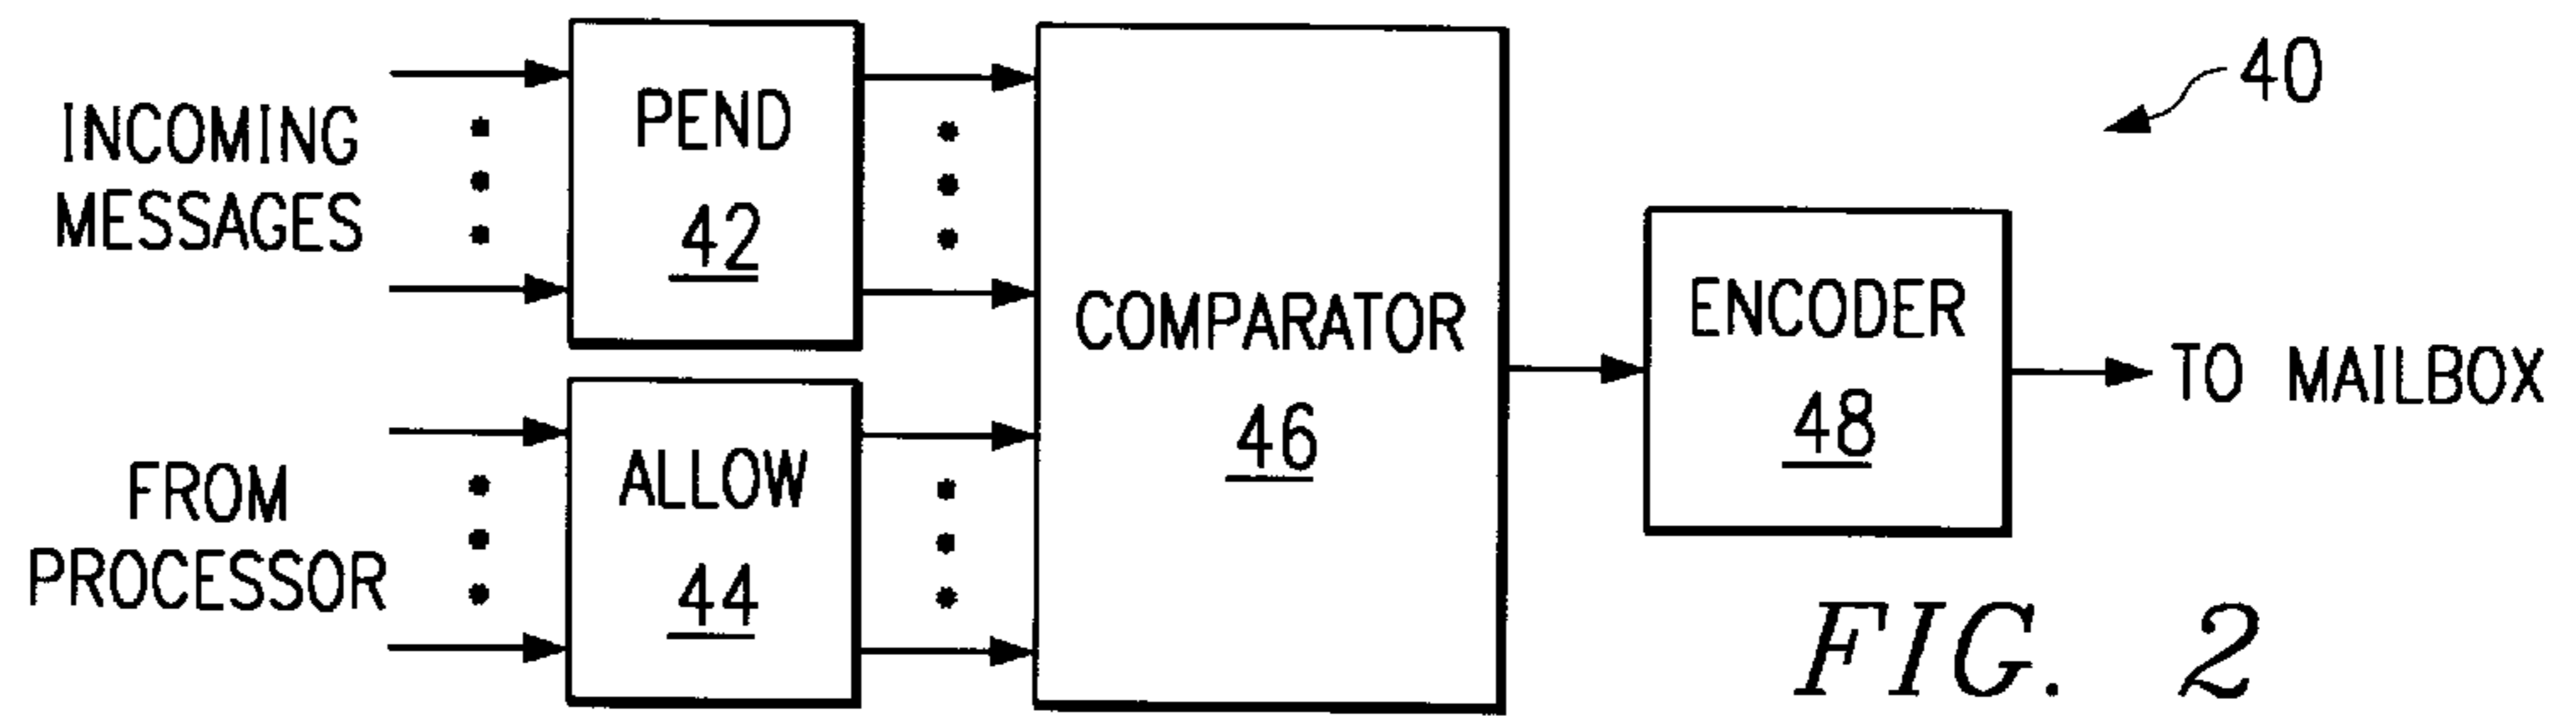 INCOMING
MESSAGES
PEND
42
FROM
PROCESSOR
ALLOW
44
COMPARATOR
46
ENCODER
48
TO MAILBOX
40
FIG. 2